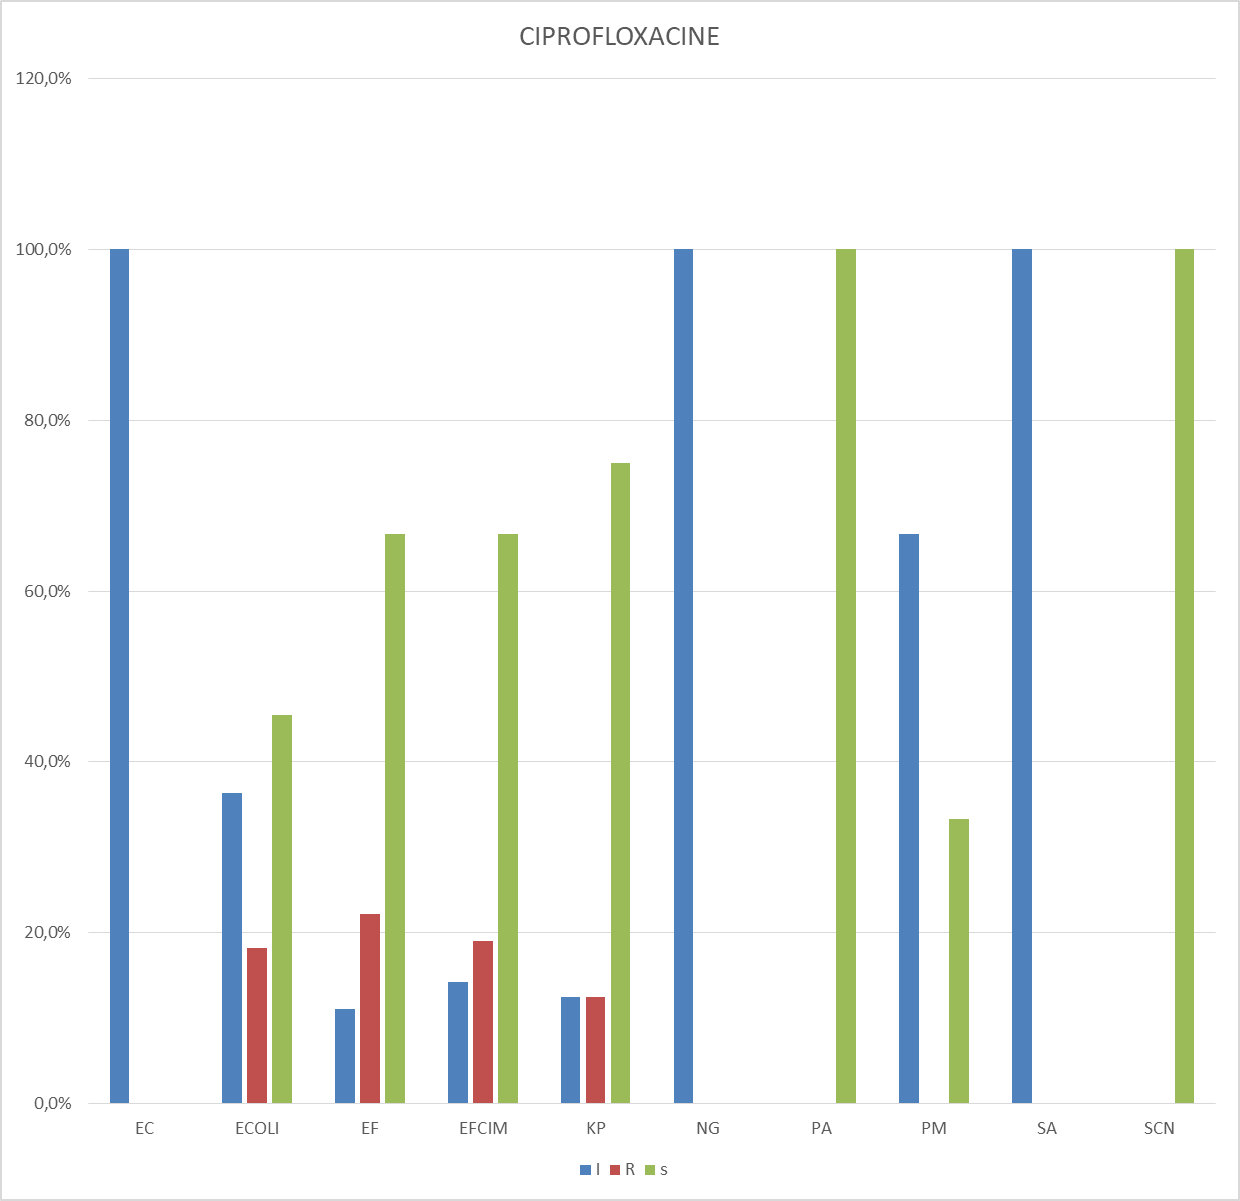 CIPROFLOXACINE
120,0%
100,0%
80,0%
60,0%
40,0%
20,0%
0,0%
EC ECOLI EF EFCIM KP NG PA PM SA SCN
I R s